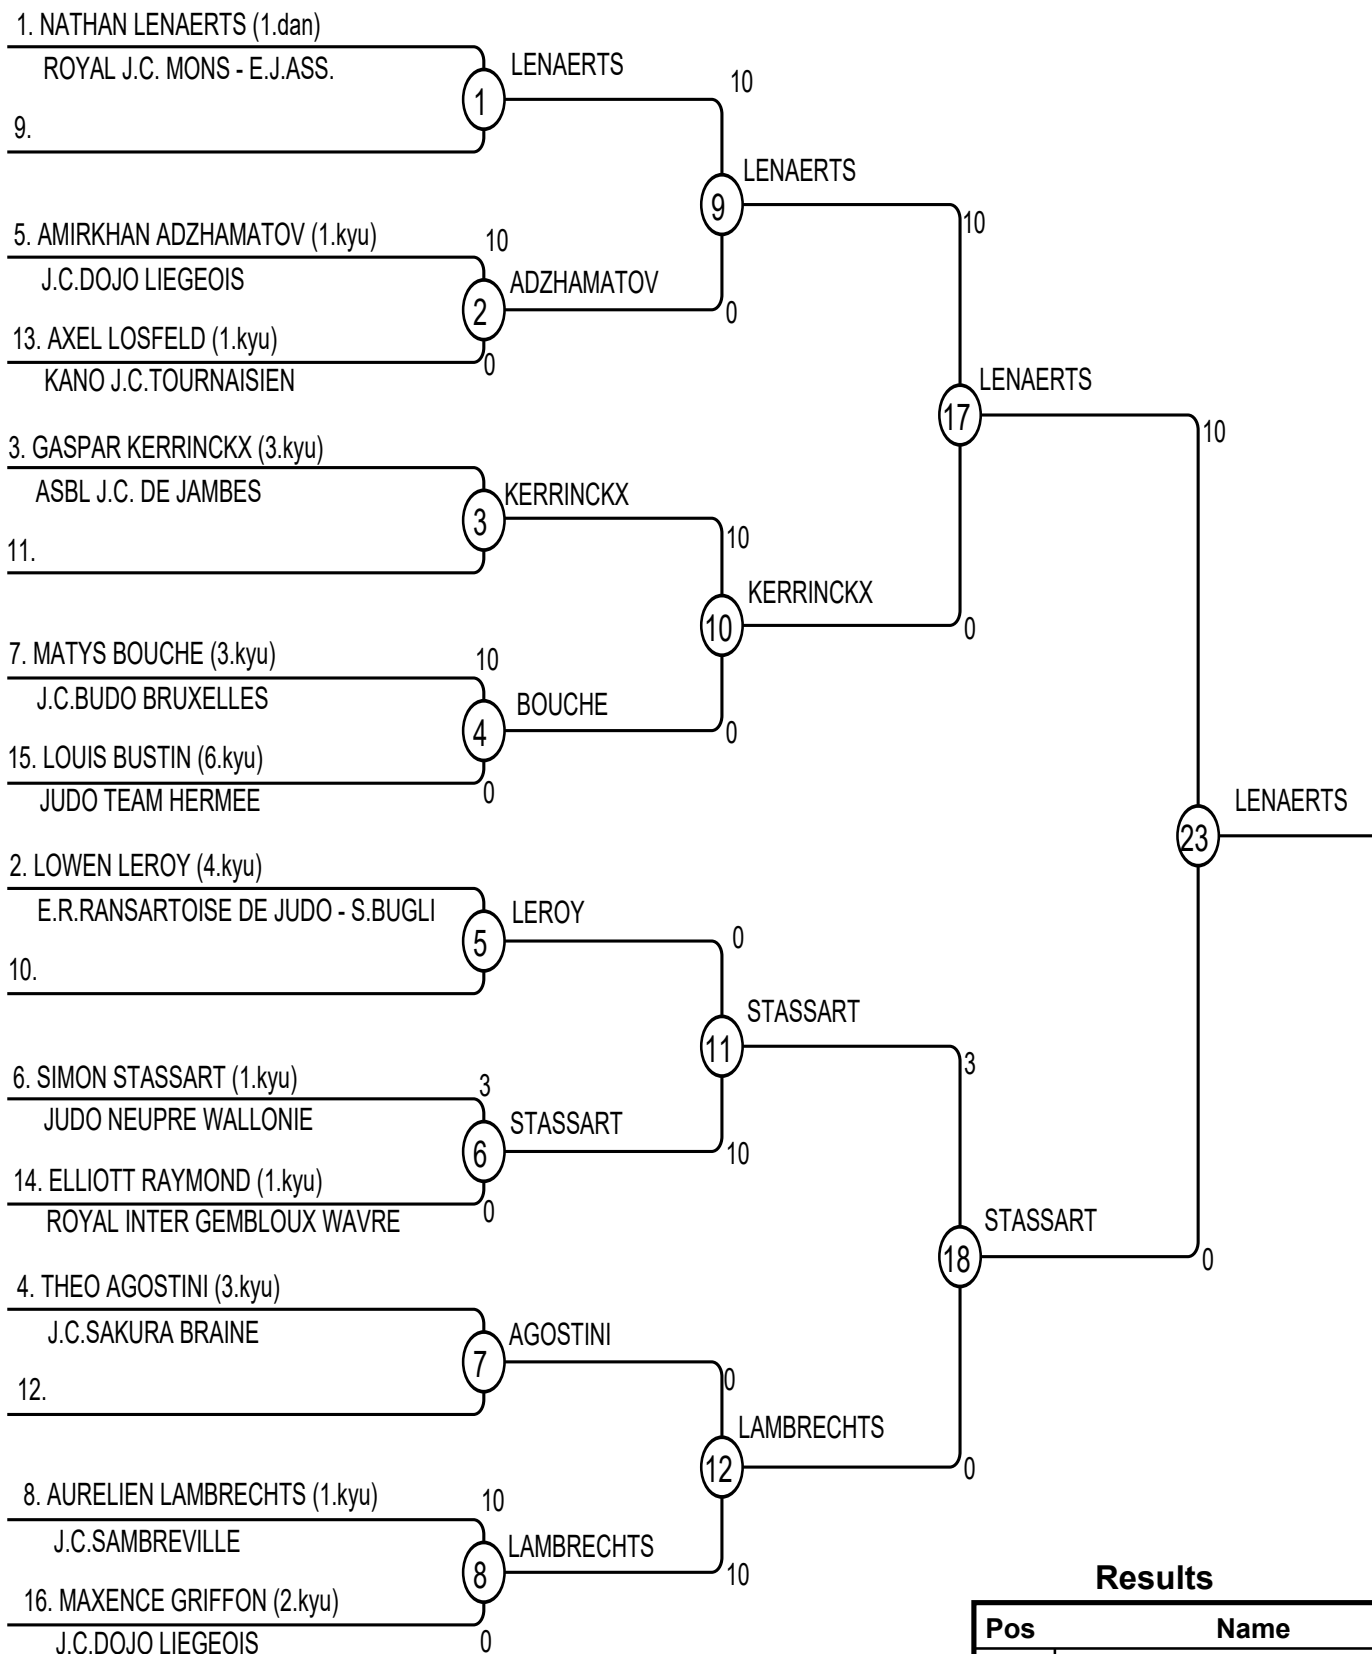 1. NATHAN LENAERTS (1.dan)
ROYAL J.C. MONS - E.J.ASS.
9.
1
LENAERTS
10
5. AMIRKHAN ADZHAMATOV (1.kyu)
10
J.C.DOJO LIEGEOIS
13. AXEL LOSFELD (1.kyu)
0
KANO J.C.TOURNAISIEN
2
ADZHAMATOV
0
9
LENAERTS
10
3. GASPAR KERRINCKX (3.kyu)
ASBL J.C. DE JAMBES
11.
3
KERRINCKX
10
7. MATYS BOUCHE (3.kyu)
10
J.C.BUDO BRUXELLES
15. LOUIS BUSTIN (6.kyu)
0
JUDO TEAM HERMEE
4
BOUCHE
0
10
KERRINCKX
0
17
LENAERTS
10
2. LOWEN LEROY (4.kyu)
E.R.RANSARTOISE DE JUDO - S.BUGLI
10.
5
LEROY
0
6. SIMON STASSART (1.kyu)
3
JUDO NEUPRE WALLONIE
14. ELLIOTT RAYMOND (1.kyu)
0
ROYAL INTER GEMBLOUX WAVRE
6
STASSART
10
11
STASSART
3
4. THEO AGOSTINI (3.kyu)
J.C.SAKURA BRAINE
12.
7
AGOSTINI
0
8. AURELIEN LAMBRECHTS (1.kyu)
10
J.C.SAMBREVILLE
16. MAXENCE GRIFFON (2.kyu)
0
J.C.DOJO LIEGEOIS
8
LAMBRECHTS
10
12
LAMBRECHTS
0
18
STASSART
0
23
LENAERTS
Results
Pos Name